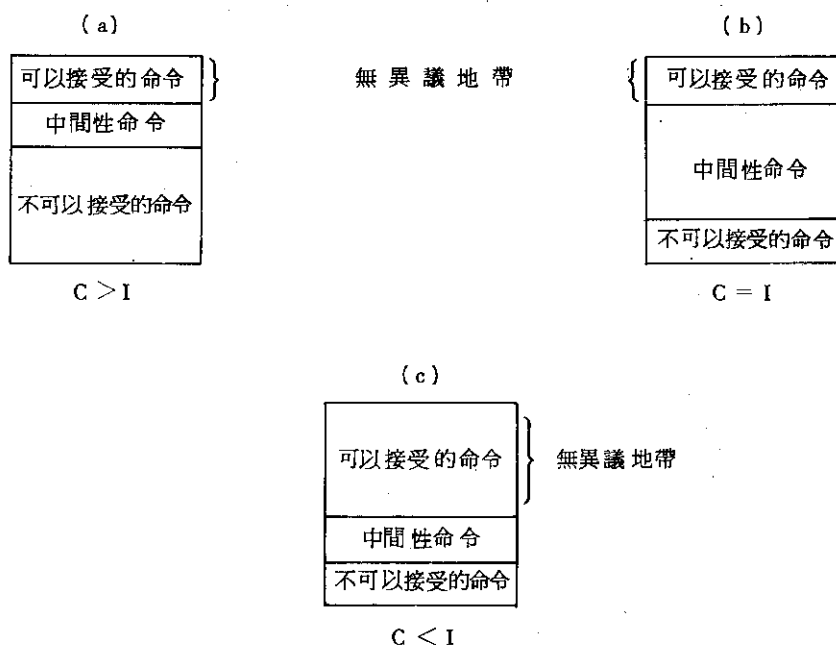 (a)
可以接受的命令
中間性命令
不可以接受的命令
C > I
無異議地帶
(b)
可以接受的命令
中間性命令
不可以接受的命令
C = I
(c)
可以接受的命令
中間性命令
不可以接受的命令
C < I
無異議地帶